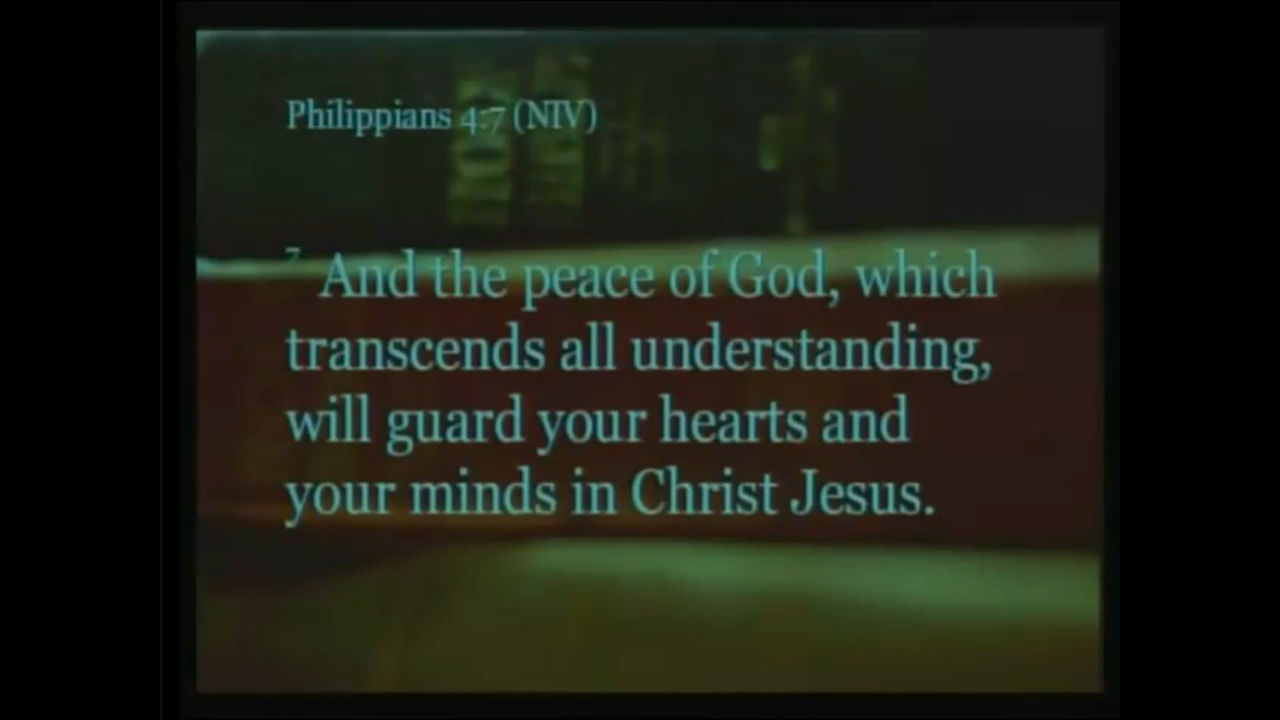 Philippians 4:7 (NIV)
7 And the peace of God, which
transcends all understanding,
will guard your hearts and
your minds in Christ Jesus.